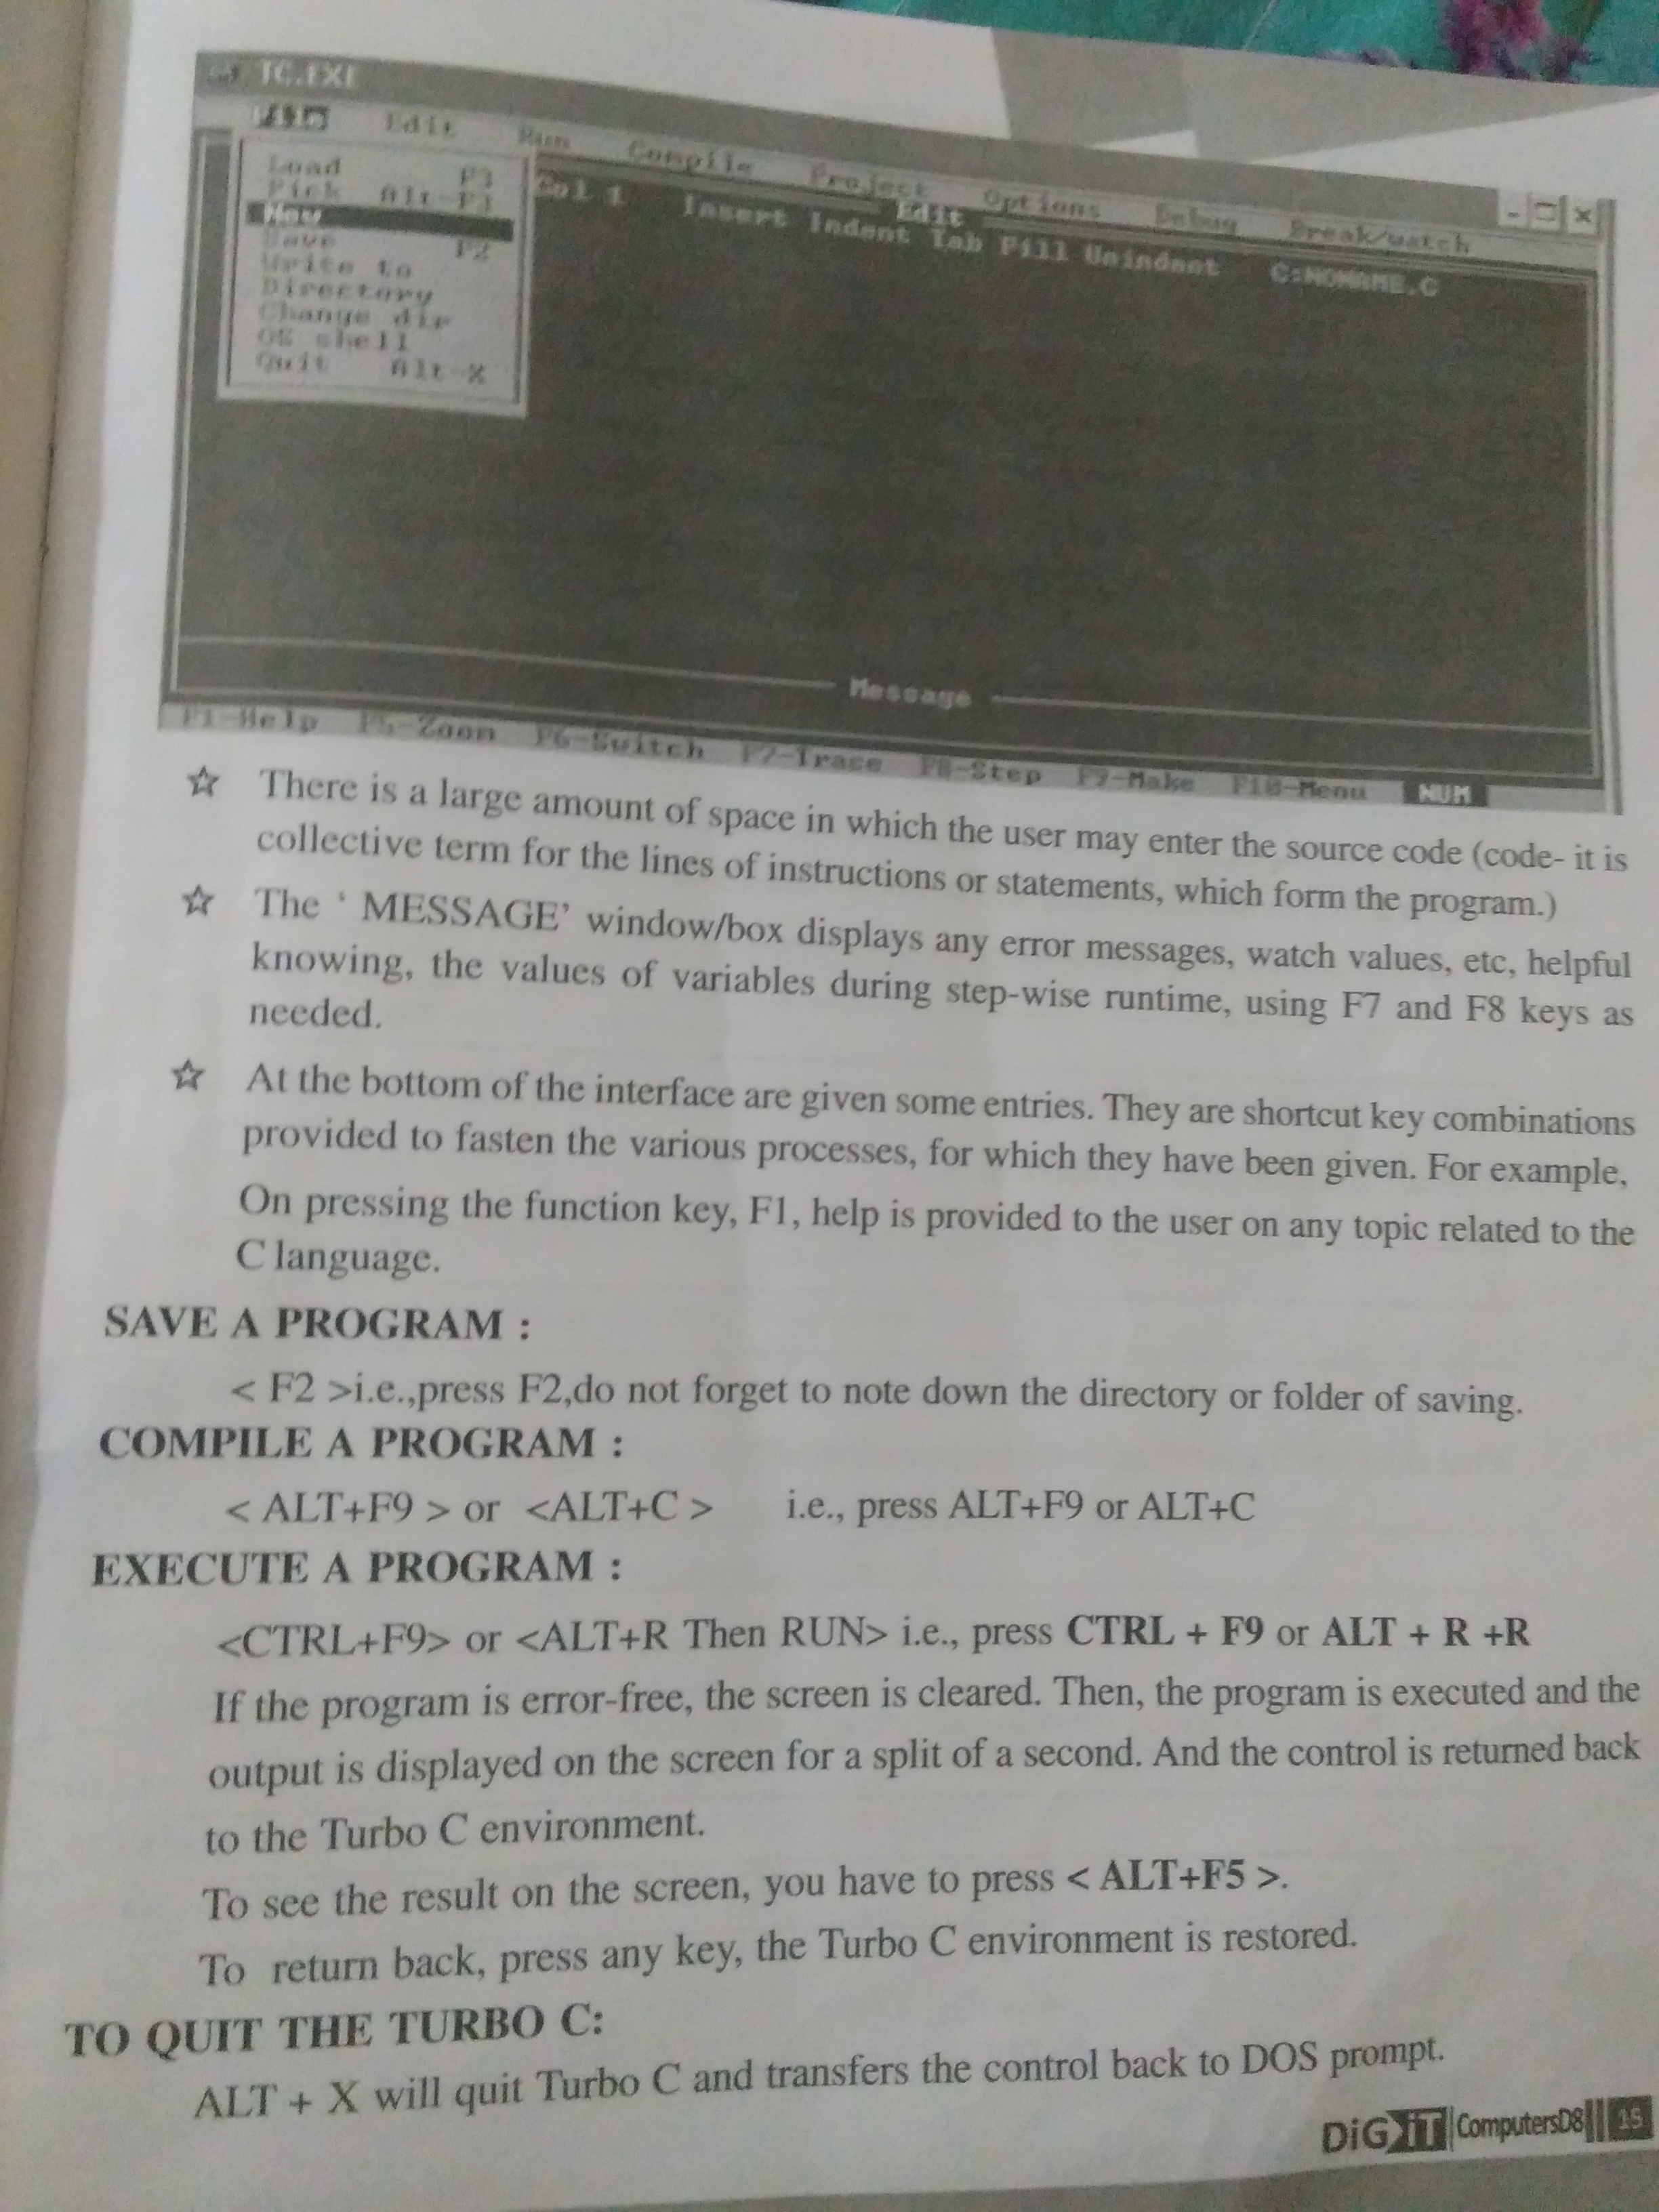 TC.EXE
File Edit Run Compile Project Options Debug Break/watch
Edit
Col 1 Insert Indent Tab Fill Unindent C:NONAME.C
Load F3
Pick Alt-F3
New
Save F2
Write to
Directory
Change dir
OS shell
Quit Alt-X
Message
F1-Help F5-Zoom F6-Switch F7-Trace F8-Step F9-Make F10-Menu NUM
☆ There is a large amount of space in which the user may enter the source code (code- it is
collective term for the lines of instructions or statements, which form the program.)
☆ The ‘ MESSAGE’ window/box displays any error messages, watch values, etc, helpful
knowing, the values of variables during step-wise runtime, using F7 and F8 keys as
needed.
☆ At the bottom of the interface are given some entries. They are shortcut key combinations
provided to fasten the various processes, for which they have been given. For example,
On pressing the function key, F1, help is provided to the user on any topic related to the
C language.
SAVE A PROGRAM :
< F2 >i.e.,press F2,do not forget to note down the directory or folder of saving.
COMPILE A PROGRAM :
< ALT+F9 > or <ALT+C > i.e., press ALT+F9 or ALT+C
EXECUTE A PROGRAM :
<CTRL+F9> or <ALT+R Then RUN> i.e., press CTRL + F9 or ALT + R +R
If the program is error-free, the screen is cleared. Then, the program is executed and the
output is displayed on the screen for a split of a second. And the control is returned back
to the Turbo C environment.
To see the result on the screen, you have to press < ALT+F5 >.
To return back, press any key, the Turbo C environment is restored.
TO QUIT THE TURBO C:
ALT + X will quit Turbo C and transfers the control back to DOS prompt.
DiGiT ComputersD8 15